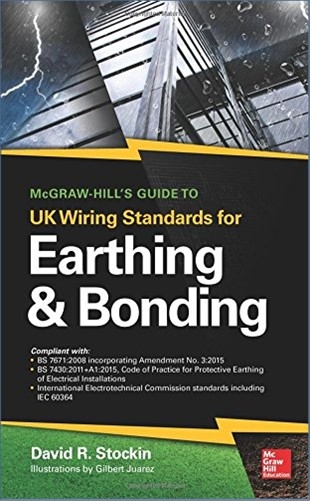 McGRAW-HILL'S GUIDE TO
UK Wiring Standards for
Earthing
& Bonding
Compliant with:
• BS 7671:2008 incorporating Amendment No. 3:2015
• BS 7430:2011+A1:2015, Code of Practice for Protective Earthing
of Electrical Installations
• International Electrotechnical Commission standards including
IEC 60364
David R. Stockin
Illustrations by Gilbert Juarez
Mc
Graw
Hill
Education